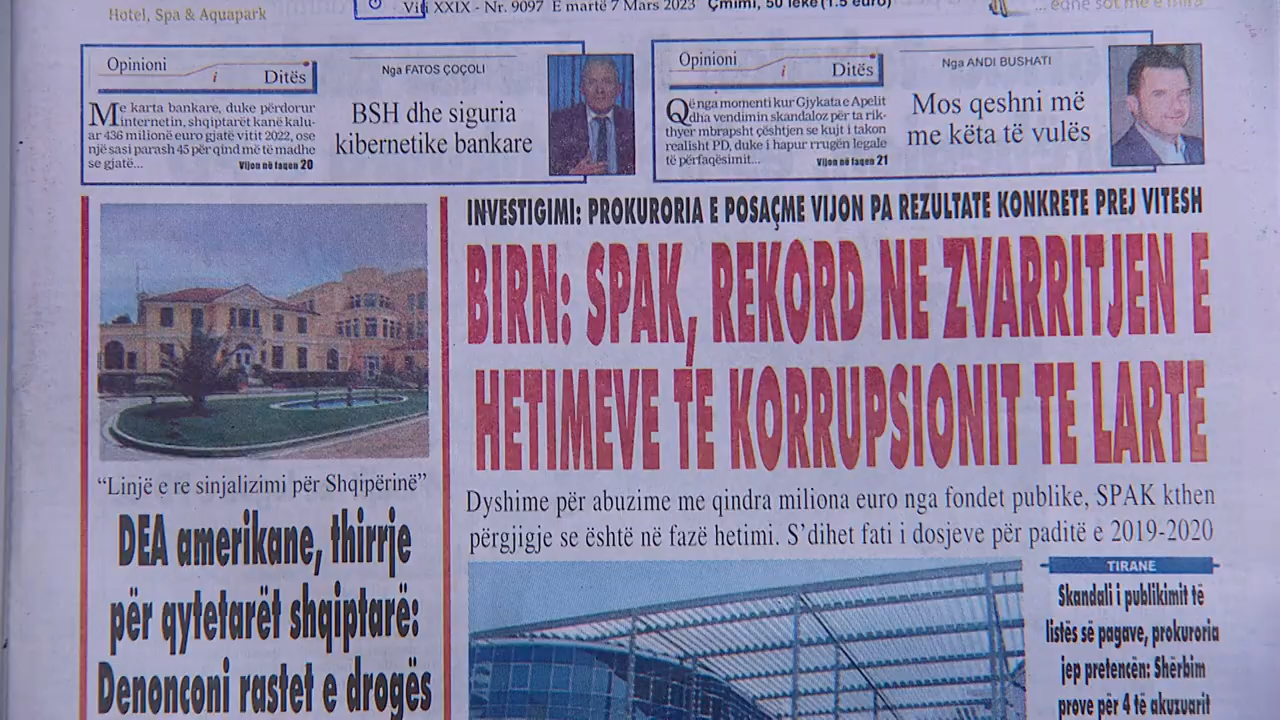 Hotel, Spa & Aquapark
Viti XXIX - Nr. 9097 E martë 7 Mars 2023 Çmimi, 50 lekë (1.5 euro)
... edhe sot më e mira
Opinioni i Ditës
Nga FATOS ÇOÇOLI
BSH dhe siguria
kibernetike bankare
Me karta bankare, duke përdorur
internetin, shqiptarët kanë kalu-
ar 436 milionë euro gjatë vitit 2022, ose
një sasi parash 45 për qind më të madhe
se gjatë...
Vijon në faqen 20
Opinioni i Ditës
Nga ANDI BUSHATI
Mos qeshni më
me këta të vulës
Që nga momenti kur Gjykata e Apelit
dha vendimin skandaloz për ta rik-
thyer mbrapsht çështjen se kujt i takon
realisht PD, duke i hapur rrugën legale
të përfaqësimit...
Vijon në faqen 21
“Linjë e re sinjalizimi për Shqipërinë”
DEA amerikane, thirrje
për qytetarët shqiptarë:
Denonconi rastet e drogës
INVESTIGIMI: PROKURORIA E POSAÇME VIJON PA REZULTATE KONKRETE PREJ VITESH
BIRN: SPAK, REKORD NE ZVARRITJEN E
HETIMEVE TE KORRUPSIONIT TE LARTE
Dyshime për abuzime me qindra miliona euro nga fondet publike, SPAK kthen
përgjigje se është në fazë hetimi. S’dihet fati i dosjeve për paditë e 2019-2020
TIRANE
Skandali i publikimit të
listës së pagave, prokuroria
jep pretencën: Shërbim
prove për 4 të akuzuarit